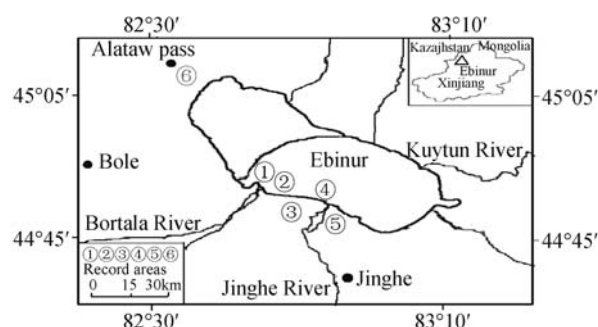 82°30′ 83°10′
Alataw pass
⑥
Kazajhstan Mongolia
Ebinur
Xinjiang
45°05′ 45°05′
Kuytun River
Bole
Ebinur
① ② ④
③ ⑤
Bortala River
44°45′ 44°45′
①②③④⑤⑥
Record areas
0 15 30km
Jinghe River
Jinghe
82°30′ 83°10′